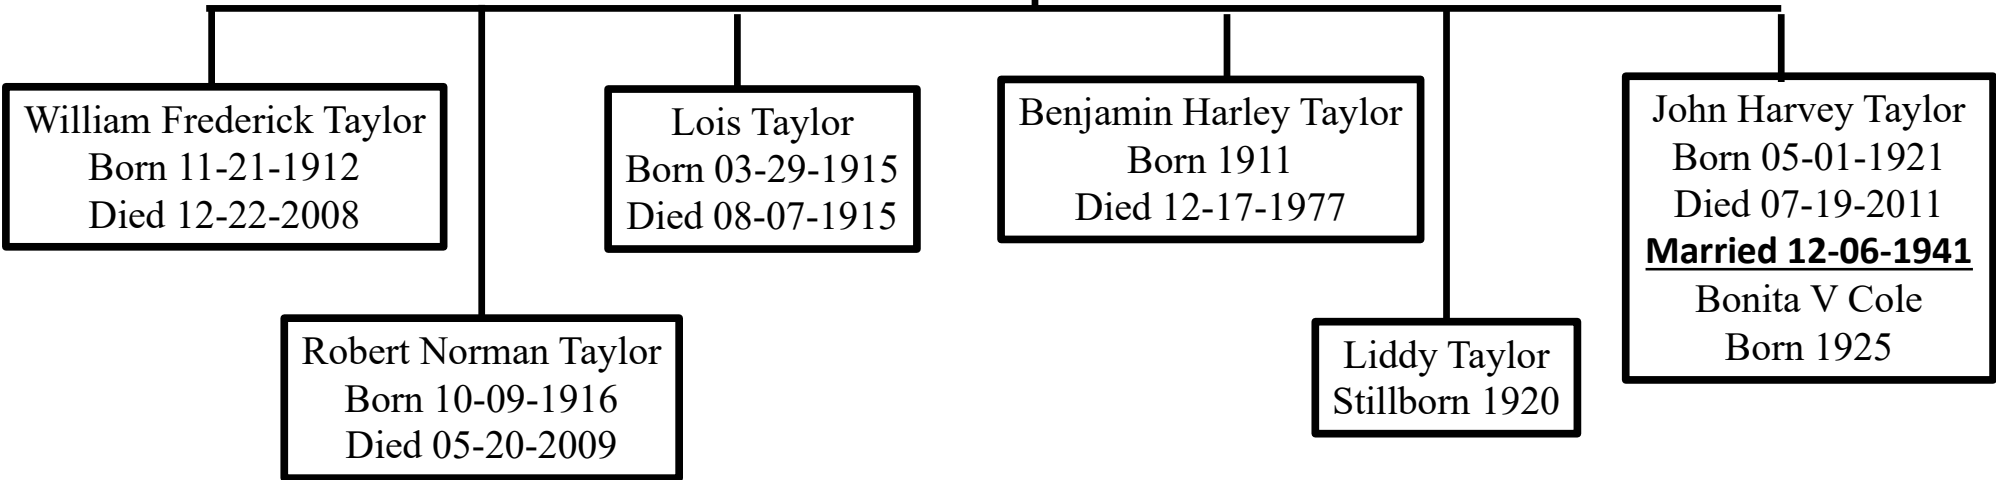 William Frederick Taylor
Born 11-21-1912
Died 12-22-2008
Robert Norman Taylor
Born 10-09-1916
Died 05-20-2009
Lois Taylor
Born 03-29-1915
Died 08-07-1915
Benjamin Harley Taylor
Born 1911
Died 12-17-1977
Liddy Taylor
Stillborn 1920
John Harvey Taylor
Born 05-01-1921
Died 07-19-2011
Married 12-06-1941
Bonita V Cole
Born 1925